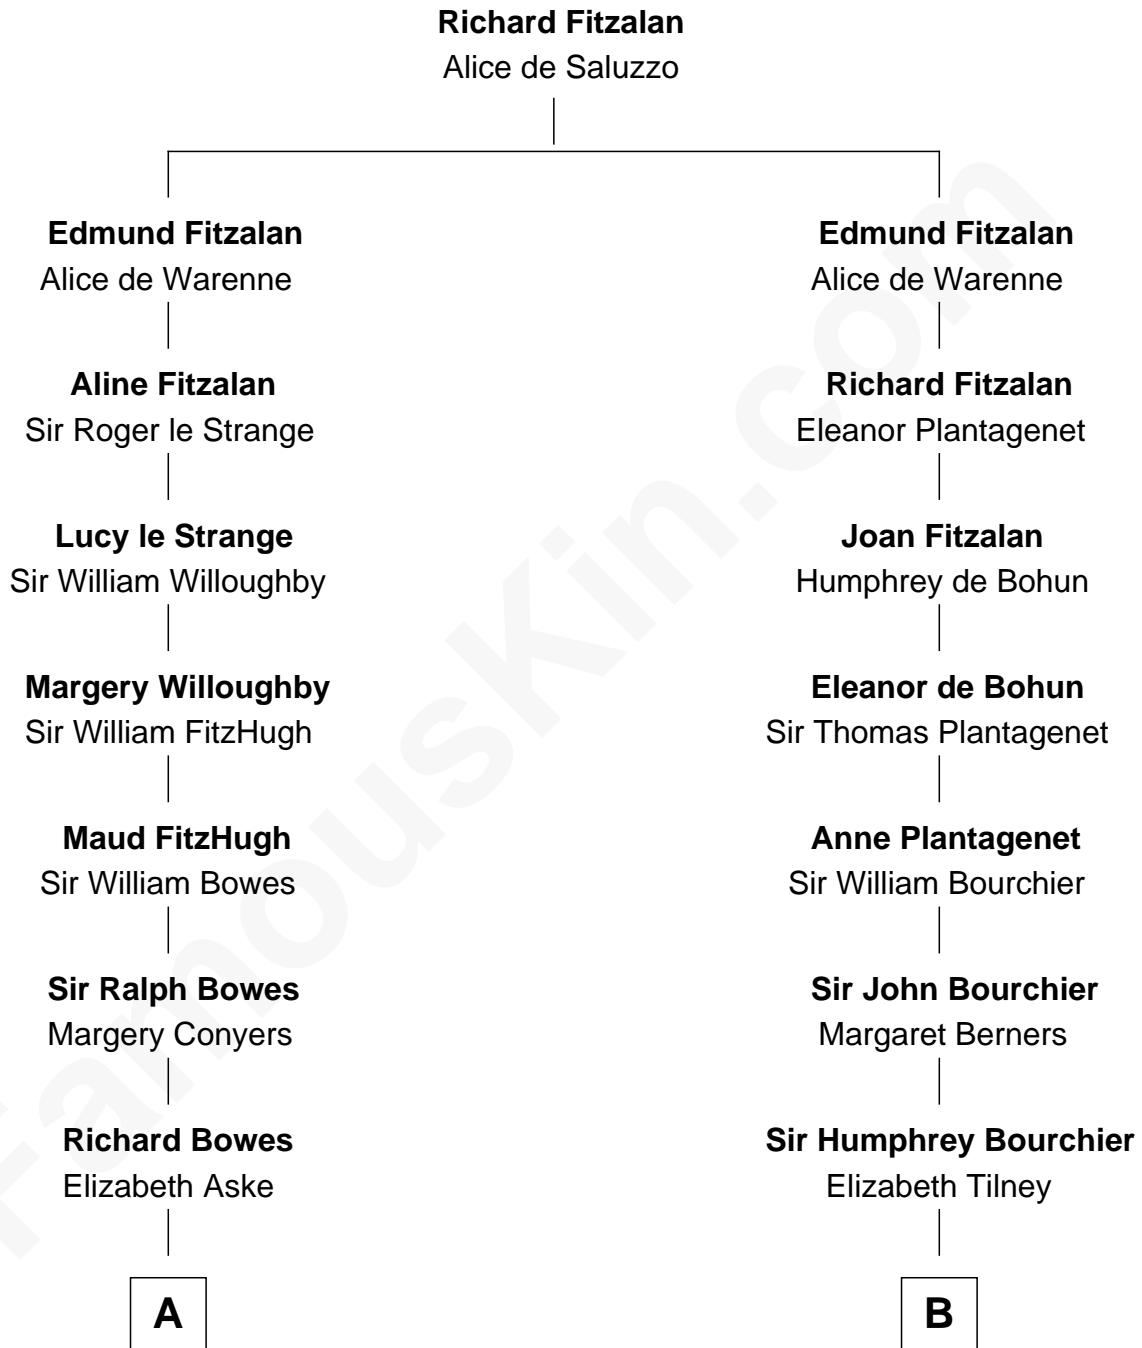 Richard Fitzalan
Alice de Saluzzo
Edmund Fitzalan
Alice de Warenne
Aline Fitzalan
Sir Roger le Strange
Lucy le Strange
Sir William Willoughby
Margery Willoughby
Sir William FitzHugh
Maud FitzHugh
Sir William Bowes
Sir Ralph Bowes
Margery Conyers
Richard Bowes
Elizabeth Aske
A
Edmund Fitzalan
Alice de Warenne
Richard Fitzalan
Eleanor Plantagenet
Joan Fitzalan
Humphrey de Bohun
Eleanor de Bohun
Sir Thomas Plantagenet
Anne Plantagenet
Sir William Bourchier
Sir John Bourchier
Margaret Berners
Sir Humphrey Bourchier
Elizabeth Tilney
B
FamousKin.com